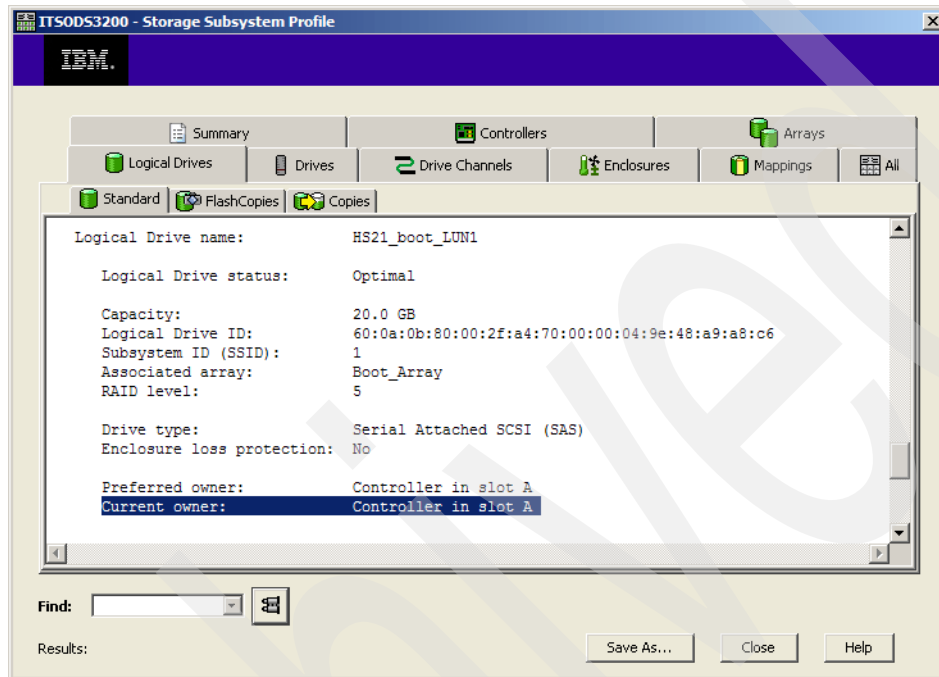 ITSODS3200 - Storage Subsystem Profile
IBM.
Summary Controllers Arrays
Logical Drives Drives Drive Channels Enclosures Mappings All
Standard FlashCopies Copies
Logical Drive name: HS21_boot_LUN1
Logical Drive status: Optimal
Capacity: 20.0 GB
Logical Drive ID: 60:0a:0b:80:00:2f:a4:70:00:00:04:9e:48:a9:a8:c6
Subsystem ID (SSID): 1
Associated array: Boot_Array
RAID level: 5
Drive type: Serial Attached SCSI (SAS)
Enclosure loss protection: No
Preferred owner: Controller in slot A
Current owner: Controller in slot A
Find:
Results: Save As... Close Help